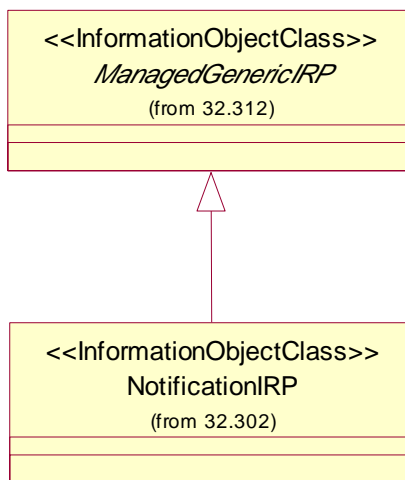 <<InformationObjectClass>>
ManagedGenericIRP
(from 32.312)
<<InformationObjectClass>>
NotificationIRP
(from 32.302)